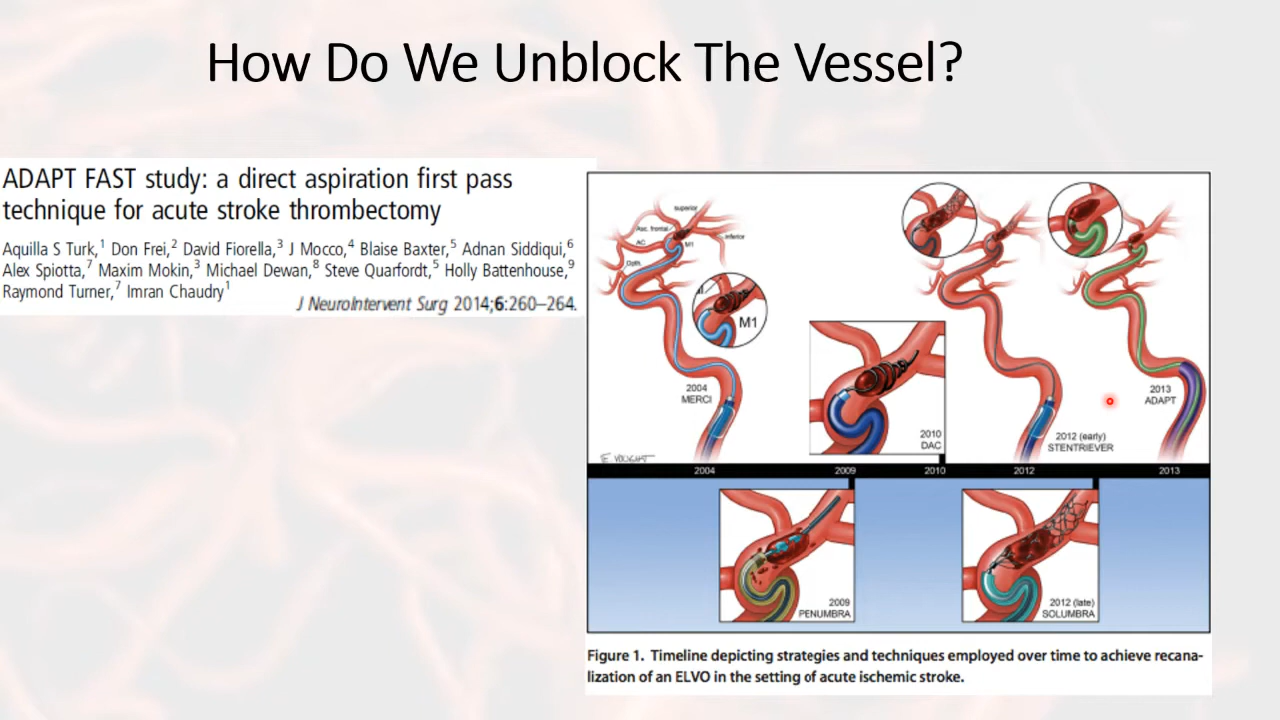 How Do We Unblock The Vessel?
ADAPT FAST study: a direct aspiration first pass
technique for acute stroke thrombectomy
Aquilla S Turk,¹ Don Frei,² David Fiorella,³ J Mocco,⁴ Blaise Baxter,⁵ Adnan Siddiqui,⁶
Alex Spiotta,⁷ Maxim Mokin,³ Michael Dewan,⁸ Steve Quarfordt,⁵ Holly Battenhouse,⁹
Raymond Turner,⁷ Imran Chaudry¹
J NeuroIntervent Surg 2014;6:260–264.
superior
Asc. frontal
AC
M1
inferior
Opth.
M1
2004
MERCI
2010
DAC
2012 (early)
STENTRIEVER
2013
ADAPT
E. VOUGHT
2004
2009
2010
2012
2013
2009
PENUMBRA
2012 (late)
SOLUMBRA
Figure 1. Timeline depicting strategies and techniques employed over time to achieve recana-
lization of an ELVO in the setting of acute ischemic stroke.